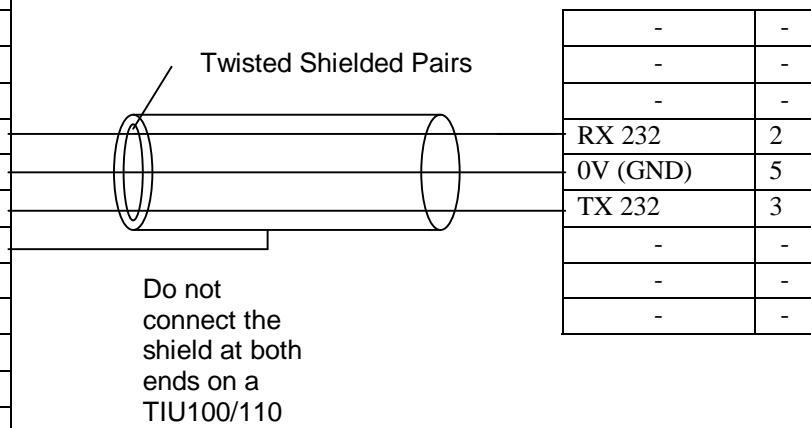 - -
Twisted Shielded Pairs
- -
- -
RX 232 2
0V (GND) 5
TX 232 3
- -
- -
- -
Do not
connect the
shield at both
ends on a
TIU100/110